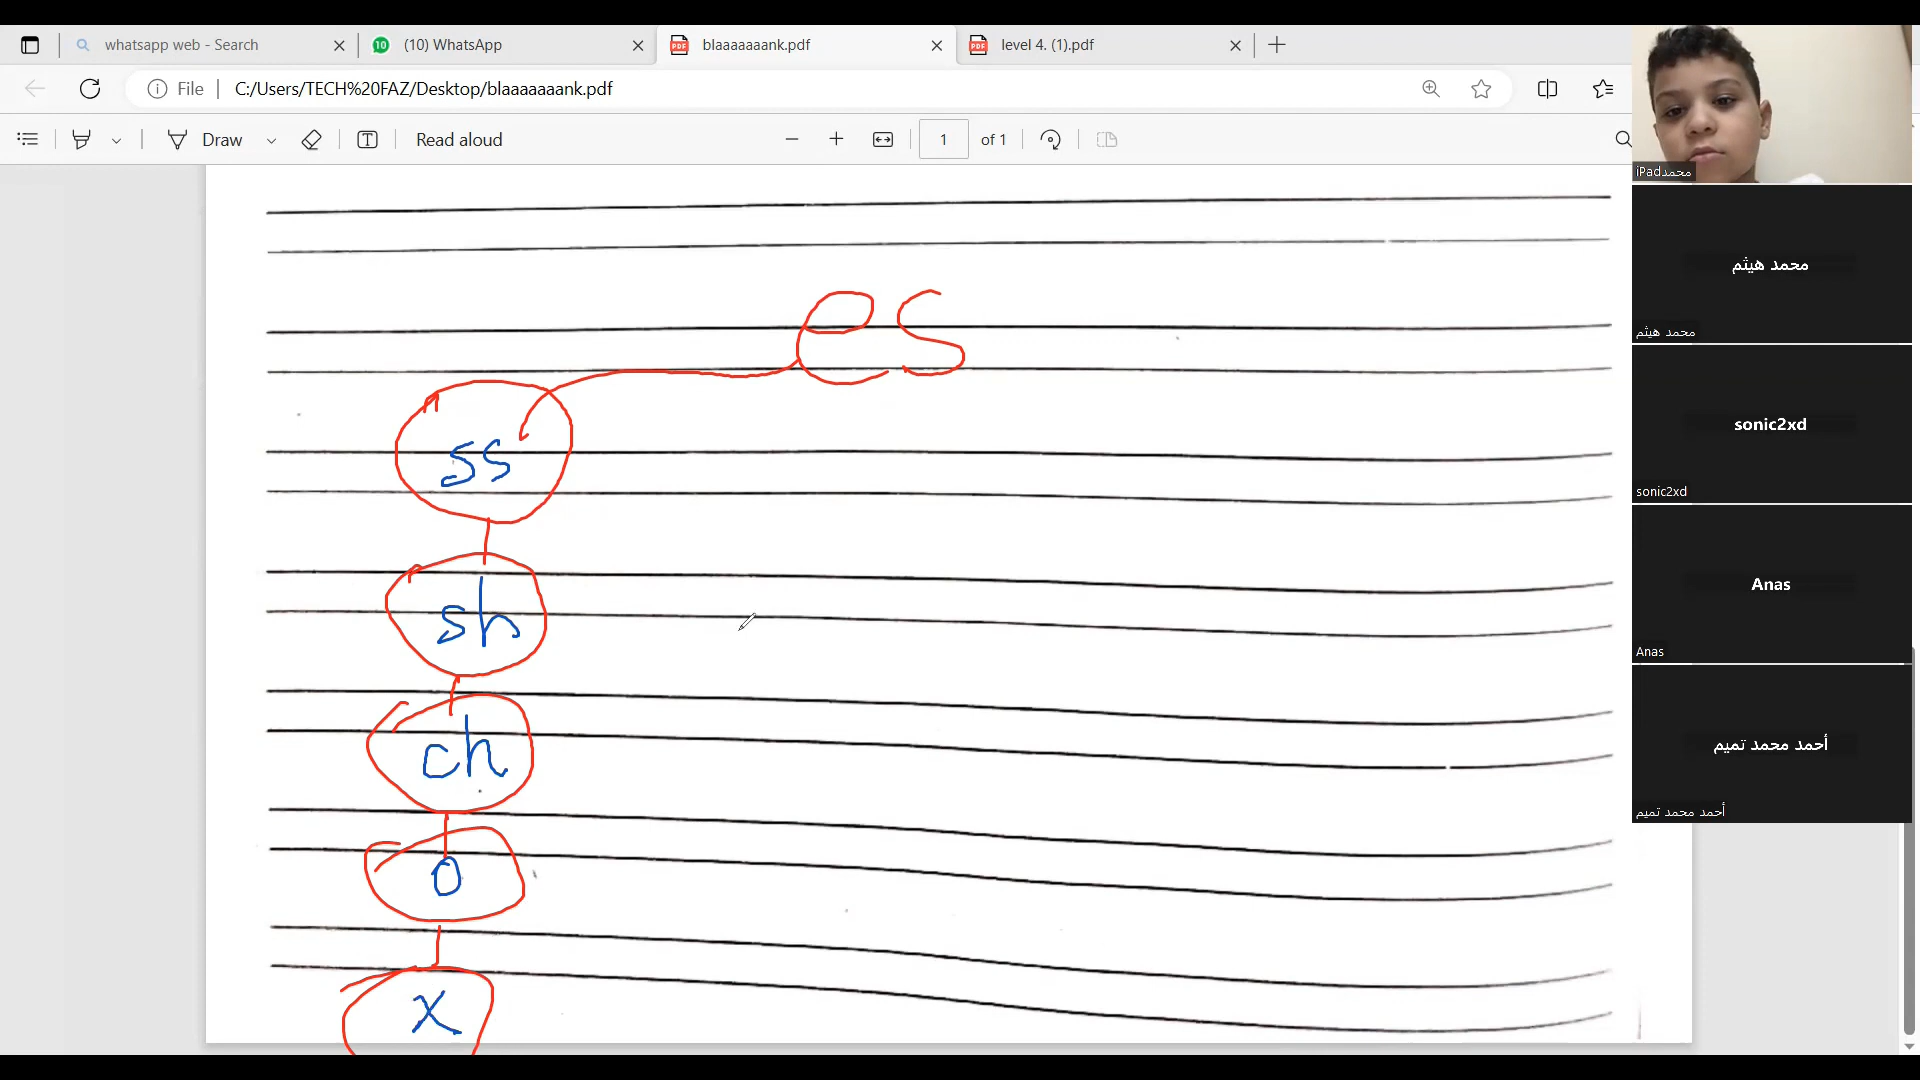 whatsapp web - Search
(10) WhatsApp
blaaaaaaank.pdf
level 4. (1).pdf
File
C:/Users/TECH%20FAZ/Desktop/blaaaaaaank.pdf
Draw
Read aloud
1
of 1
es
ss
sh
ch
o
x
iPadمحمد
محمد هيثم
محمد هيثم
sonic2xd
sonic2xd
Anas
Anas
أحمد محمد تميم
أحمد محمد تميم